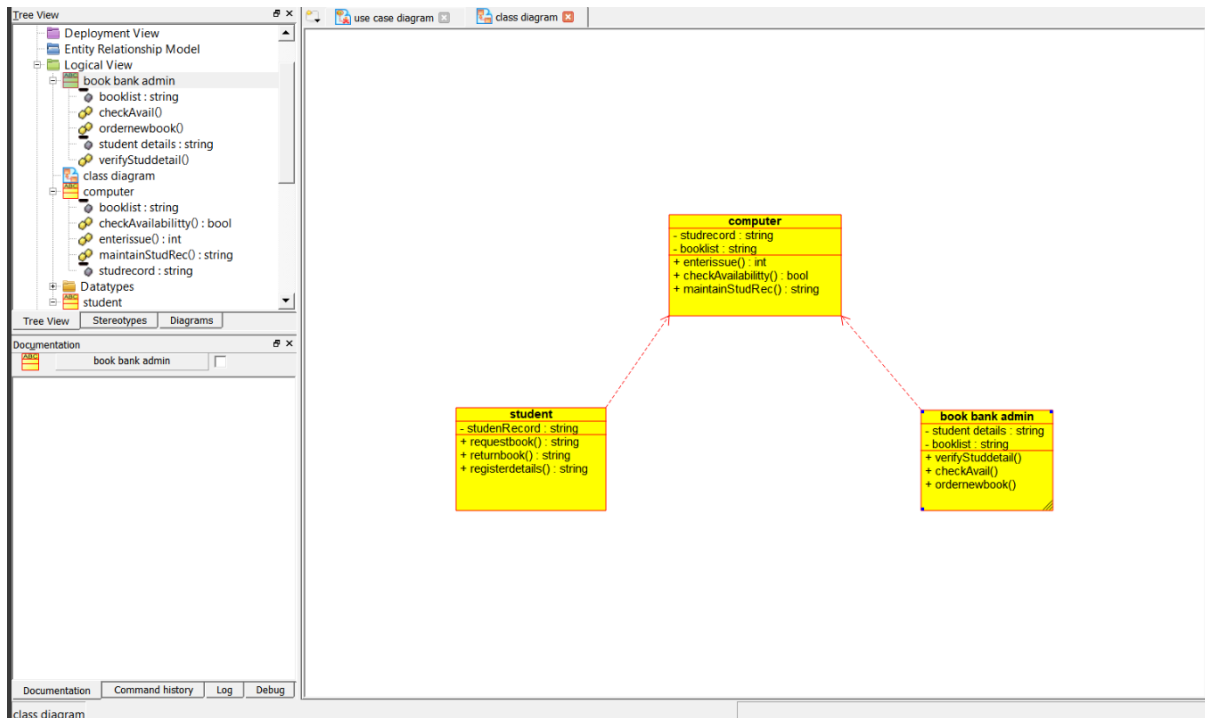 Tree View
use case diagram
class diagram
Deployment View
Entity Relationship Model
Logical View
ABC
book bank admin
booklist : string
checkAvail()
ordernewbook()
student details : string
verifyStuddetail()
class diagram
ABC
computer
booklist : string
checkAvailabilitty() : bool
enterissue() : int
maintainStudRec() : string
studrecord : string
Datatypes
ABC
student
Tree View
Stereotypes
Diagrams
Documentation
ABC
book bank admin
Documentation
Command history
Log
Debug
class diagram
computer
- studrecord : string
- booklist : string
+ enterissue() : int
+ checkAvailabilitty() : bool
+ maintainStudRec() : string
student
- studenRecord : string
+ requestbook() : string
+ returnbook() : string
+ registerdetails() : string
book bank admin
- student details : string
- booklist : string
+ verifyStuddetail()
+ checkAvail()
+ ordernewbook()